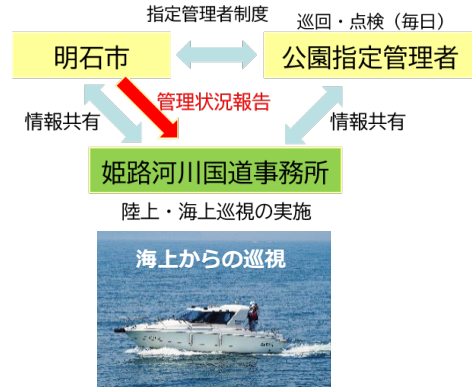 指定管理者制度
巡回・点検（毎日）
明石市
公園指定管理者
管理状況報告
情報共有
情報共有
姫路河川国道事務所
陸上・海上巡視の実施
海上からの巡視